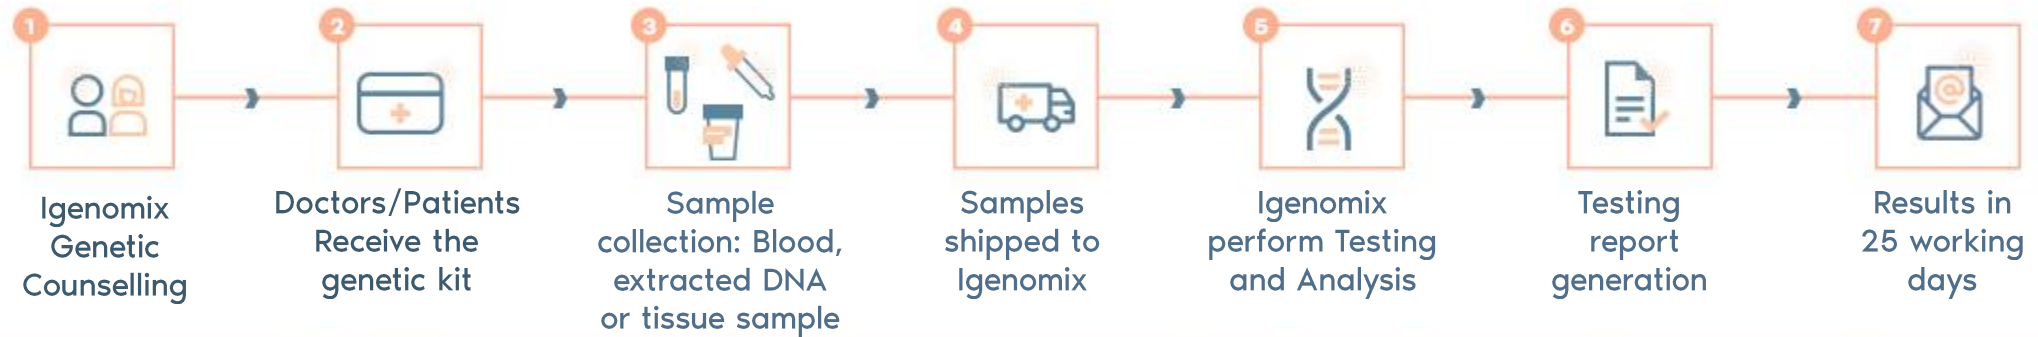 1
Igenomix
Genetic
Counselling
2
Doctors/Patients
Receive the
genetic kit
3
Sample
collection: Blood,
extracted DNA
or tissue sample
4
Samples
shipped to
Igenomix
5
Igenomix
perform Testing
and Analysis
6
Testing
report
generation
7
@
Results in
25 working
days